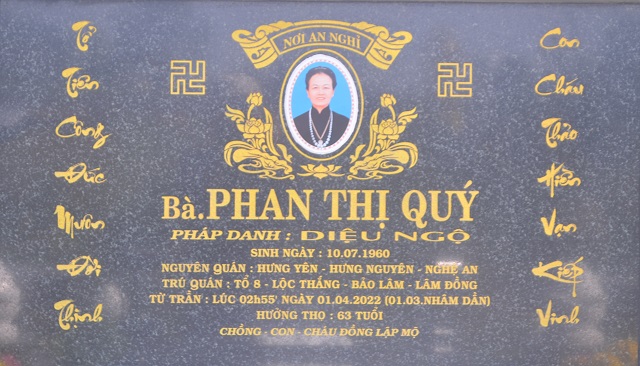 NƠI AN NGHỈ
Tổ
Tiên
Công
Đức
Muôn
Đời
Thịnh
Con
Cháu
Thảo
Hiền
Vạn
Kiếp
Vinh
Bà.PHAN THỊ QUÝ
PHÁP DANH : DIỆU NGỘ
SINH NGÀY : 10.07.1960
NGUYÊN QUÁN : HƯNG YÊN - HƯNG NGUYÊN - NGHỆ AN
TRÚ QUÁN : TỔ 8 - LỘC THẮNG - BẢO LÂM - LÂM ĐỒNG
TỪ TRẦN : LÚC 02h55' NGÀY 01.04.2022 (01.03.NHÂM DẦN)
HƯỞNG THỌ : 63 TUỔI
CHỒNG - CON - CHÁU ĐỒNG LẬP MỘ